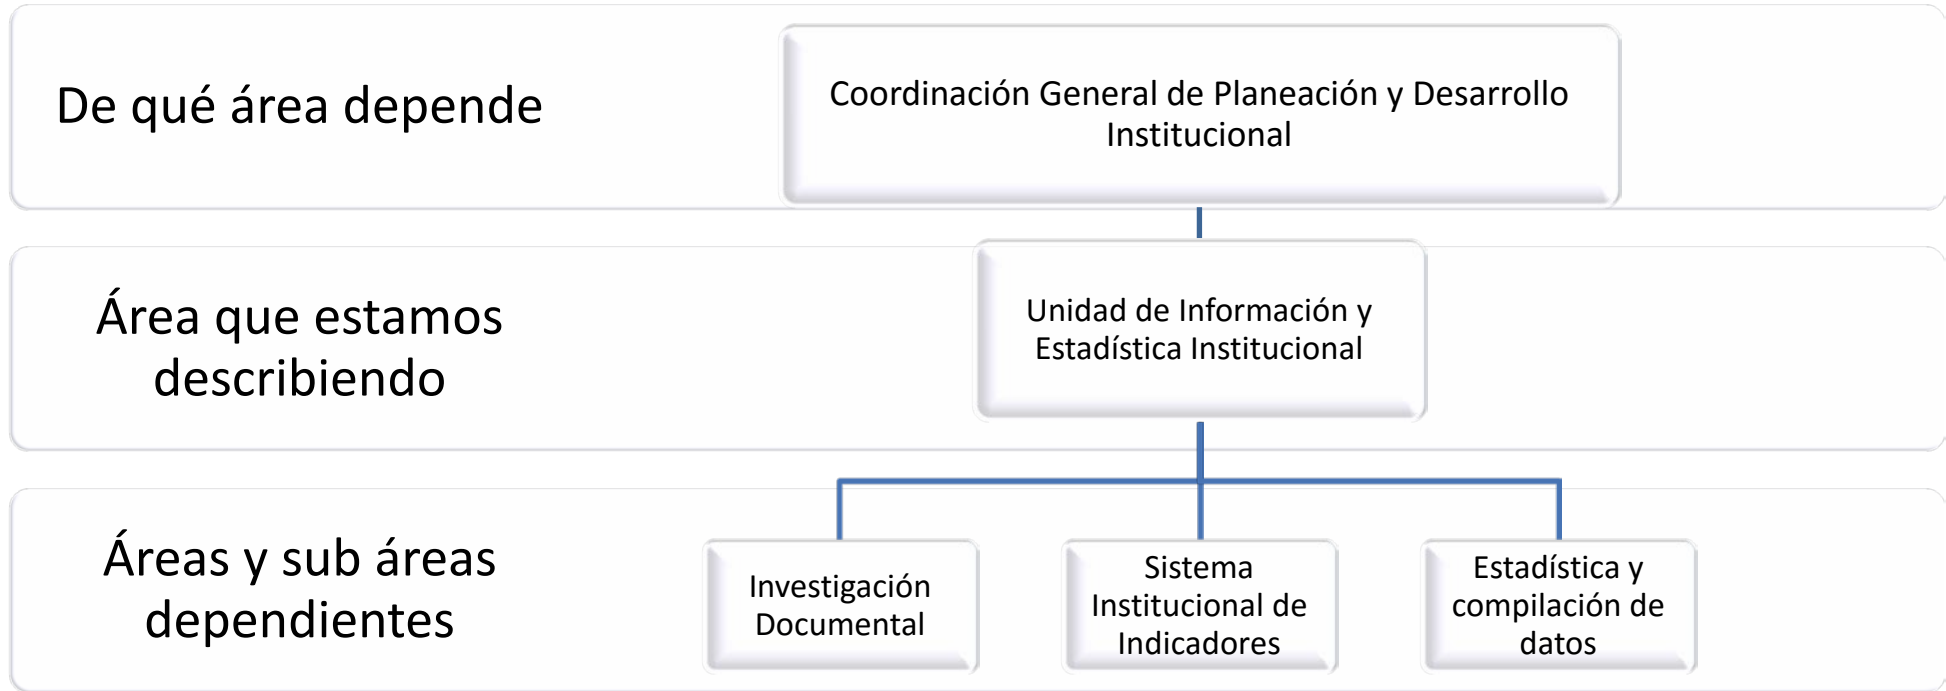 De qué área depende
Coordinación General de Planeación y Desarrollo
Institucional
Área que estamos
describiendo
Unidad de Información y
Estadística Institucional
Áreas y sub áreas
dependientes
Investigación
Documental
Sistema
Institucional de
Indicadores
Estadística y
compilación de
datos